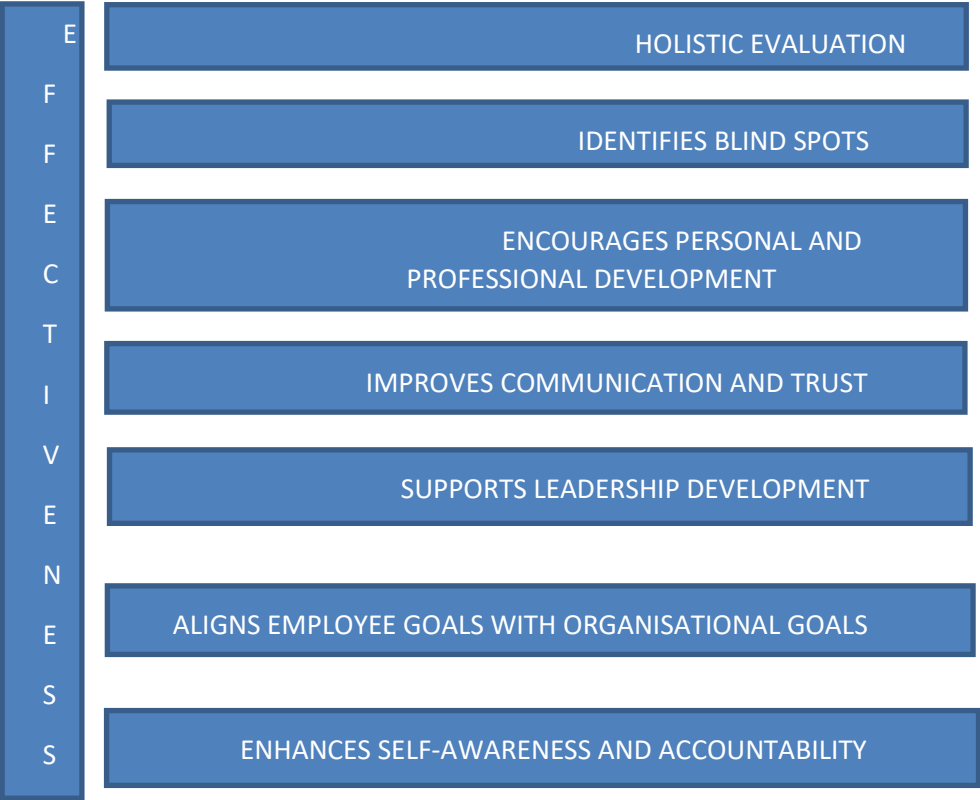 E
F
F
E
C
T
I
V
E
N
E
S
S
HOLISTIC EVALUATION
IDENTIFIES BLIND SPOTS
ENCOURAGES PERSONAL AND
PROFESSIONAL DEVELOPMENT
IMPROVES COMMUNICATION AND TRUST
SUPPORTS LEADERSHIP DEVELOPMENT
ALIGNS EMPLOYEE GOALS WITH ORGANISATIONAL GOALS
ENHANCES SELF-AWARENESS AND ACCOUNTABILITY